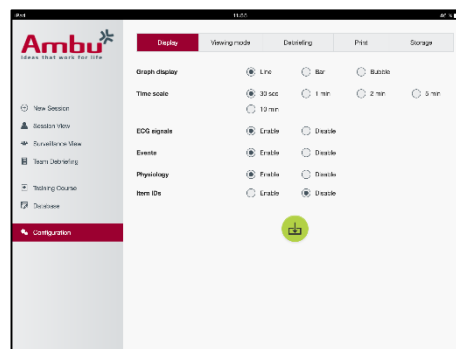 iPad 11:55
Ambu
Ideas that work for life
Display Viewing mode Debriefing Print Storage
Graph display Line Bar Bubble
Time scale 30 sec 1 min 2 min 5 min
10 min
New Session
Session View
Surveillance View
Team Debriefing
Training Course
Database
Configuration
ECG signals Enable Disable
Events Enable Disable
Physiology Enable Disable
Item IDs Enable Disable